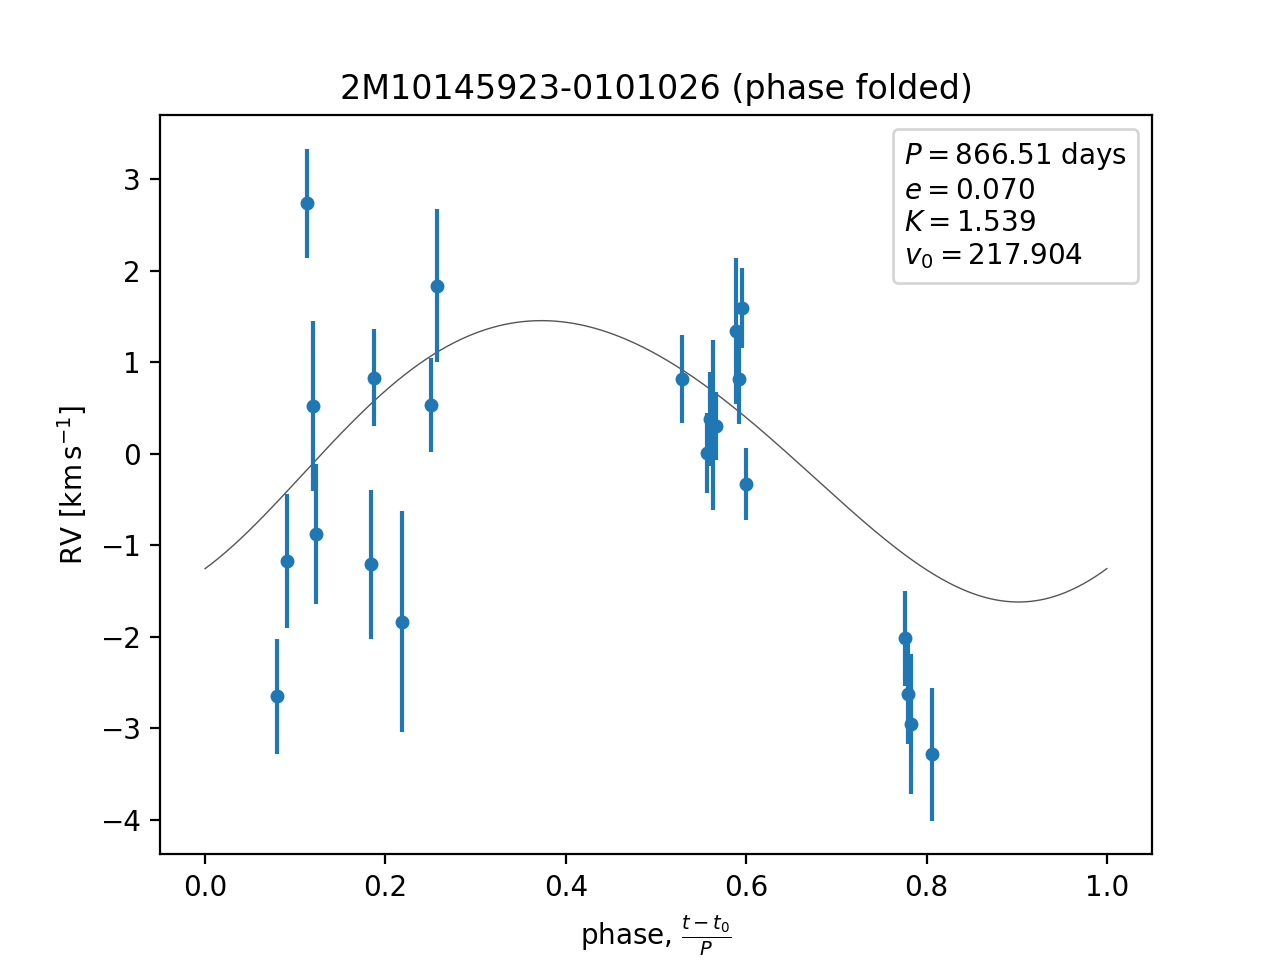 2M10145923-0101026 (phase folded)
P = 866.51 days
e = 0.070
K = 1.539
v₀ = 217.904
3
2
1
0
−1
−2
−3
−4
RV [km s⁻¹]
0.0 0.2 0.4 0.6 0.8 1.0
phase, (t − t₀)/P